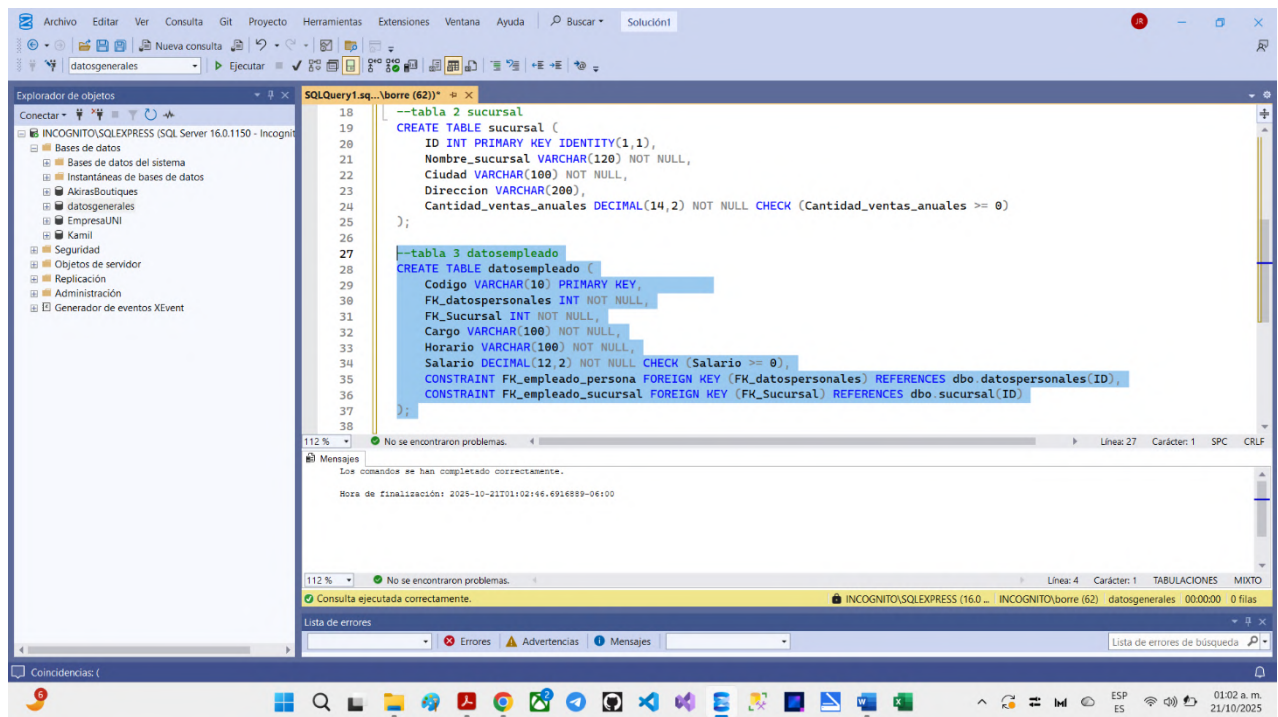 Archivo Editar Ver Consulta Git Proyecto Herramientas Extensiones Ventana Ayuda Buscar Solución1 JR
Nueva consulta
datosgenerales Ejecutar
Explorador de objetos
SQLQuery1.sq...\borre (62))*
Conectar
INCOGNITO\SQLEXPRESS (SQL Server 16.0.1150 - Incognit
Bases de datos
Bases de datos del sistema
Instantáneas de bases de datos
AkirasBoutiques
datosgenerales
EmpresaUNI
Kamil
Seguridad
Objetos de servidor
Replicación
Administración
Generador de eventos XEvent
18 --tabla 2 sucursal
19 CREATE TABLE sucursal (
20 ID INT PRIMARY KEY IDENTITY(1,1),
21 Nombre_sucursal VARCHAR(120) NOT NULL,
22 Ciudad VARCHAR(100) NOT NULL,
23 Direccion VARCHAR(200),
24 Cantidad_ventas_anuales DECIMAL(14,2) NOT NULL CHECK (Cantidad_ventas_anuales >= 0)
25 );
26
27 --tabla 3 datosempleado
28 CREATE TABLE datosempleado (
29 Codigo VARCHAR(10) PRIMARY KEY,
30 FK_datospersonales INT NOT NULL,
31 FK_Sucursal INT NOT NULL,
32 Cargo VARCHAR(100) NOT NULL,
33 Horario VARCHAR(100) NOT NULL,
34 Salario DECIMAL(12,2) NOT NULL CHECK (Salario >= 0),
35 CONSTRAINT FK_empleado_persona FOREIGN KEY (FK_datospersonales) REFERENCES dbo.datospersonales(ID),
36 CONSTRAINT FK_empleado_sucursal FOREIGN KEY (FK_Sucursal) REFERENCES dbo.sucursal(ID)
37 );
38
112 % No se encontraron problemas. Línea: 27 Carácter: 1 SPC CRLF
Mensajes
Los comandos se han completado correctamente.
Hora de finalización: 2025-10-21T01:02:46.6916889-06:00
112 % No se encontraron problemas. Línea: 4 Carácter: 1 TABULACIONES MIXTO
Consulta ejecutada correctamente. INCOGNITO\SQLEXPRESS (16.0 ... INCOGNITO\borre (62) datosgenerales 00:00:00 0 filas
Lista de errores
Errores Advertencias Mensajes Lista de errores de búsqueda
Coincidencias: (
6
ESP
ES
01:02 a. m.
21/10/2025